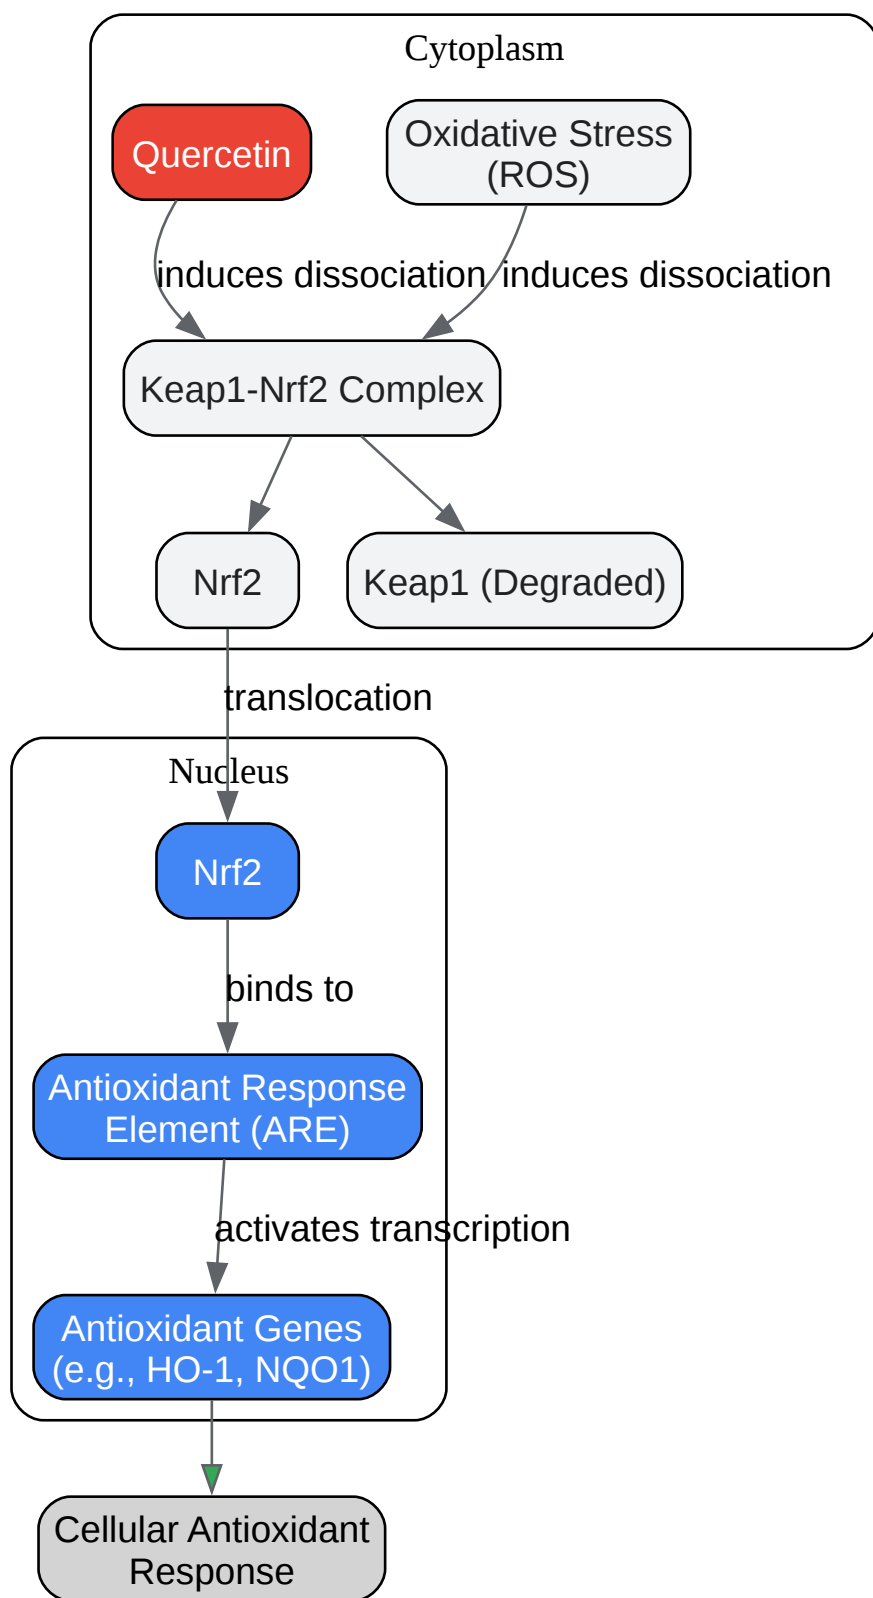 Cytoplasm
Quercetin
Oxidative Stress
(ROS)
induces dissociation
induces dissociation
Keap1-Nrf2 Complex
Nrf2
Keap1 (Degraded)
translocation
Nucleus
Nrf2
binds to
Antioxidant Response
Element (ARE)
activates transcription
Antioxidant Genes
(e.g., HO-1, NQO1)
Cellular Antioxidant
Response